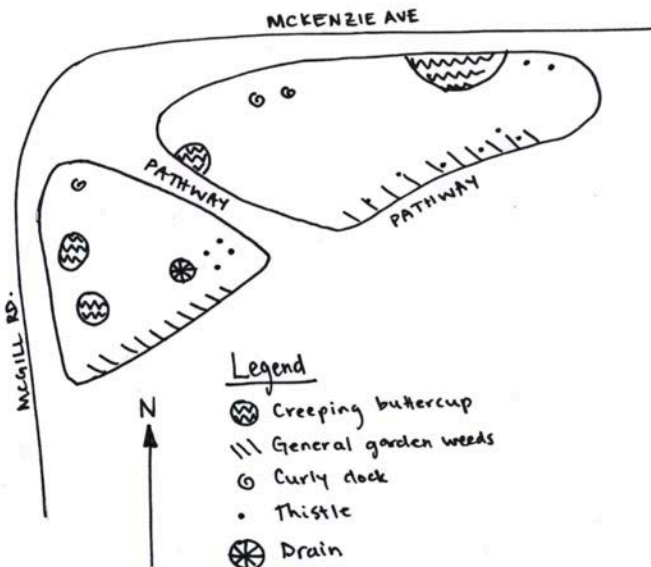 MCKENZIE AVE
PATHWAY
PATHWAY
MCGILL RD.
N
Legend
Creeping buttercup
General garden weeds
Curly dock
Thistle
Drain